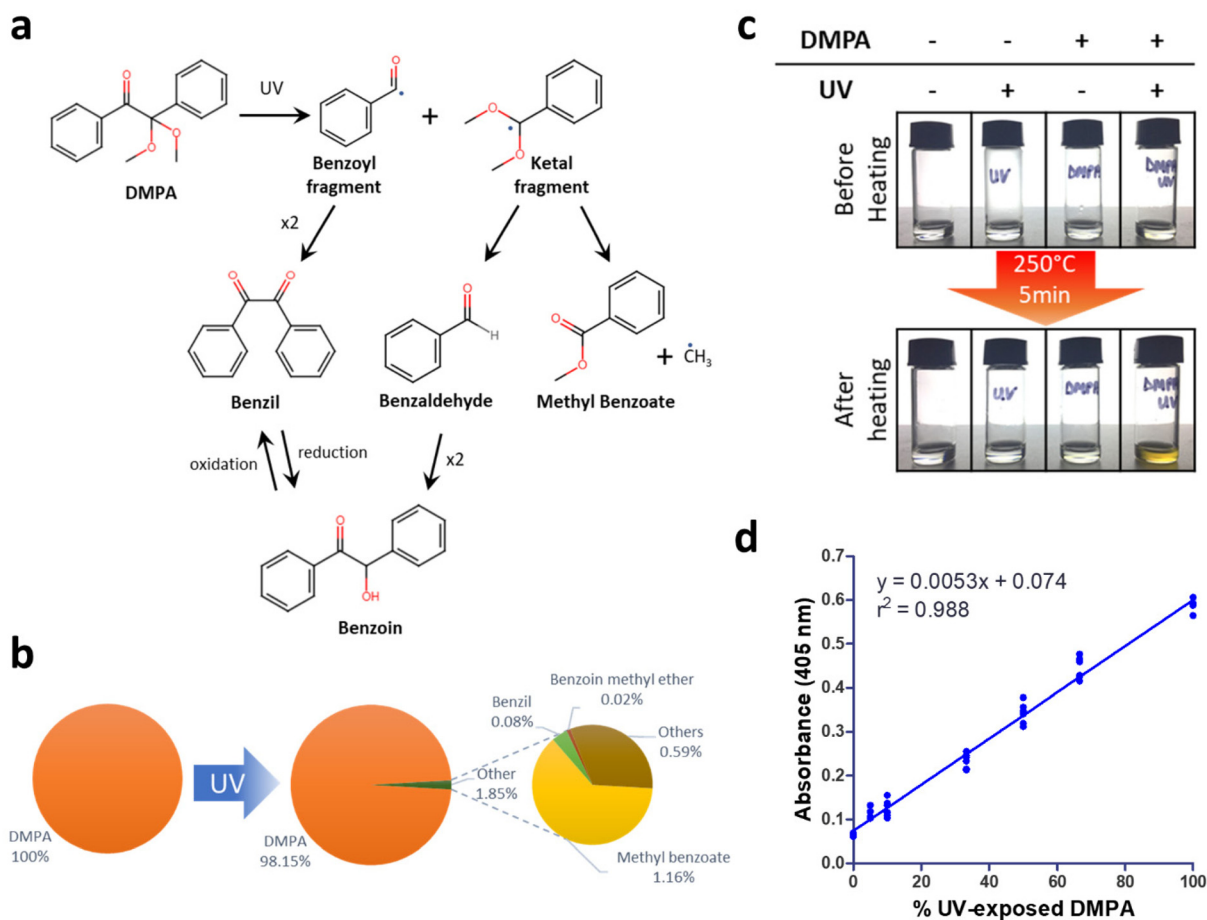 a
UV
+
DMPA
Benzoyl
fragment
Ketal
fragment
x2
Benzil
Benzaldehyde
Methyl Benzoate
+ ĊH3
oxidation
reduction
x2
Benzoin
O
O
O
O
O
O
O
O
O
O
H
O
O
O
OH
b
DMPA
100%
UV
DMPA
98.15%
Other
1.85%
Benzil
0.08%
Benzoin methyl ether
0.02%
Others
0.59%
Methyl benzoate
1.16%
c
DMPA - - + +
UV - + - +
Before
Heating
UV
DMPA
DMPA
UV
250°C
5min
After
heating
UV
DMPA
DMPA
UV
d
y = 0.0053x + 0.074
r² = 0.988
Absorbance (405 nm)
0.7
0.6
0.5
0.4
0.3
0.2
0.1
0.0
0 20 40 60 80 100
% UV-exposed DMPA